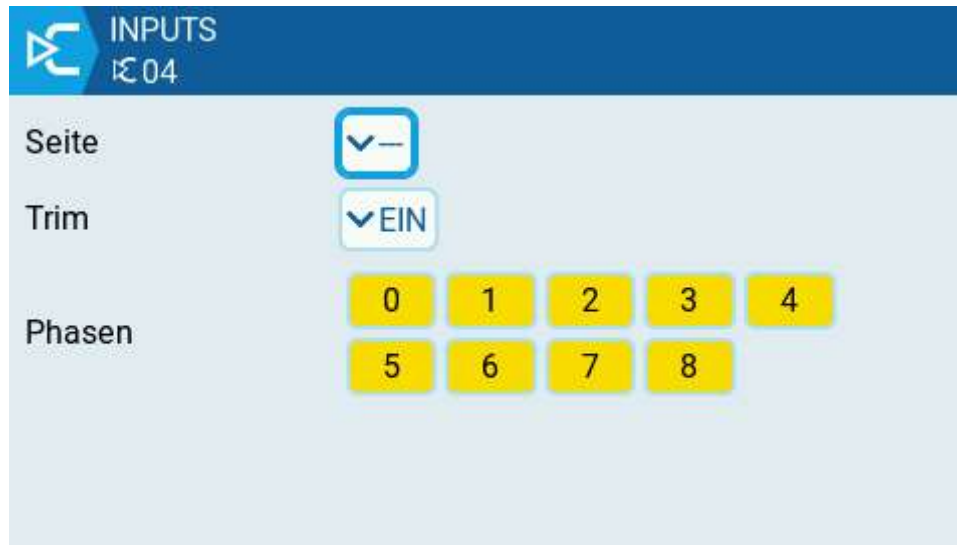 INPUTS
04
Seite
---
Trim
EIN
Phasen
0 1 2 3 4
5 6 7 8